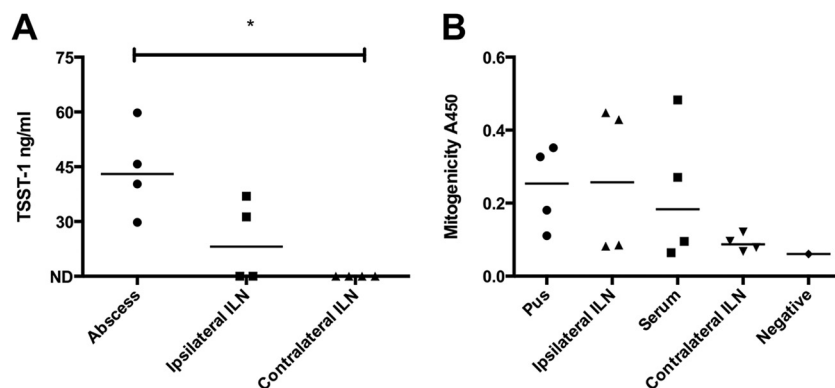 A
*
TSST-1 ng/ml
75
60
45
30
ND
Abscess
Ipsilateral ILN
Contralateral ILN
B
Mitogenicity A450
0.6
0.4
0.2
0.0
Pus
Ipsilateral ILN
Serum
Contralateral ILN
Negative